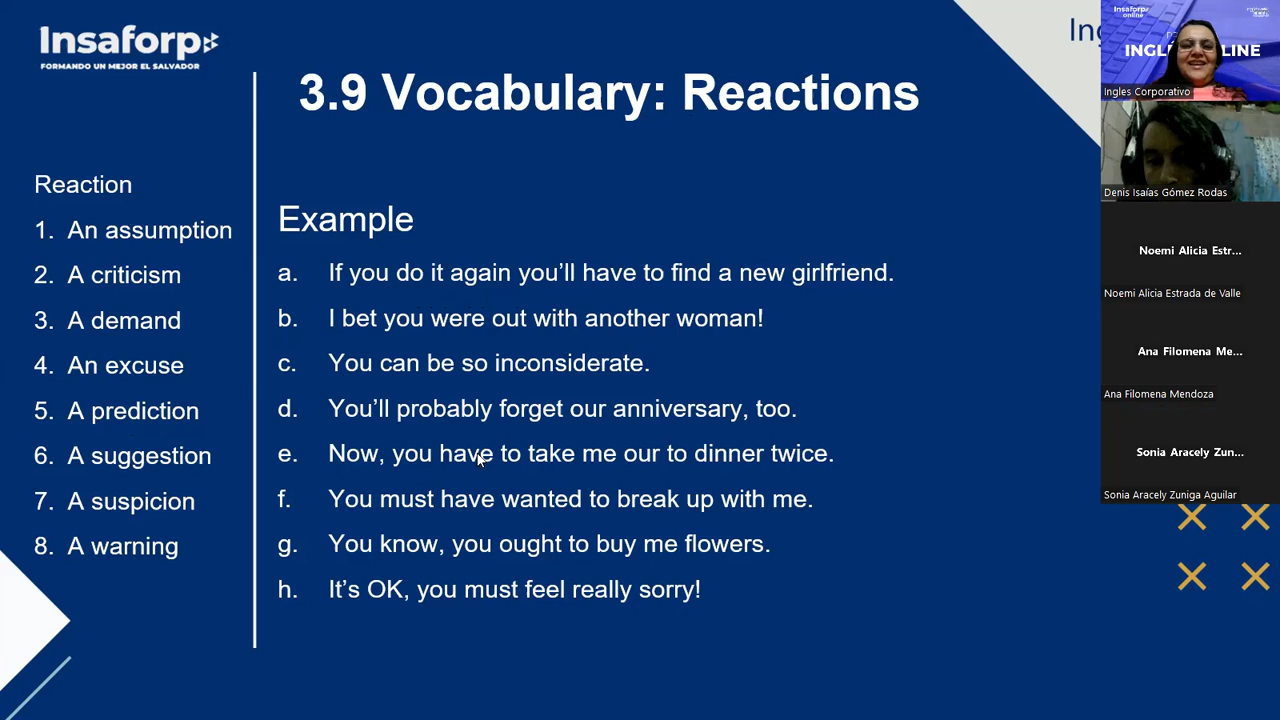 Insaforp
FORMANDO UN MEJOR EL SALVADOR
3.9 Vocabulary: Reactions
Reaction
1. An assumption
2. A criticism
3. A demand
4. An excuse
5. A prediction
6. A suggestion
7. A suspicion
8. A warning
Example
a. If you do it again you’ll have to find a new girlfriend.
b. I bet you were out with another woman!
c. You can be so inconsiderate.
d. You’ll probably forget our anniversary, too.
e. Now, you have to take me our to dinner twice.
f. You must have wanted to break up with me.
g. You know, you ought to buy me flowers.
h. It’s OK, you must feel really sorry!
Insaforp
online
Ingles Corporativo
Denis Isaías Gómez Rodas
Noemi Alicia Estr...
Noemi Alicia Estrada de Valle
Ana Filomena Me...
Ana Filomena Mendoza
Sonia Aracely Zun...
Sonia Aracely Zuniga Aguilar